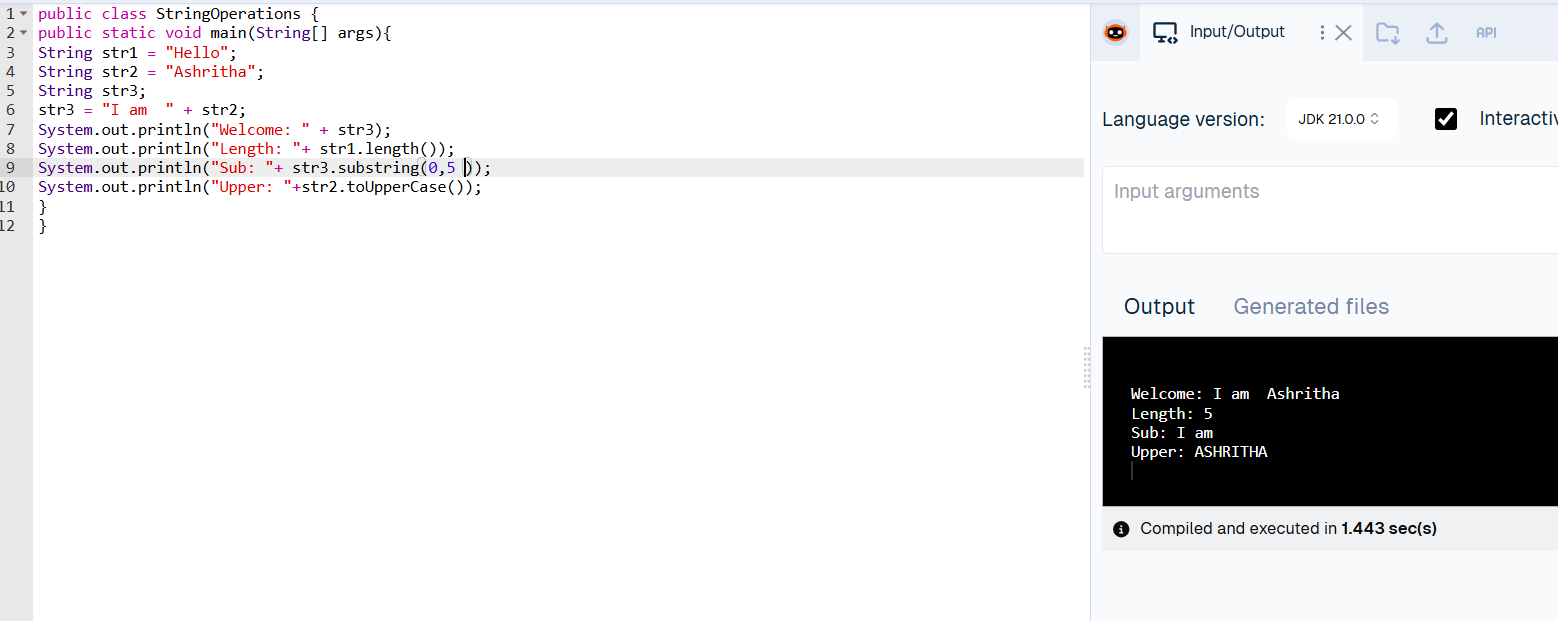 1 public class StringOperations {
2 public static void main(String[] args){
3 String str1 = "Hello";
4 String str2 = "Ashritha";
5 String str3;
6 str3 = "I am  " + str2;
7 System.out.println("Welcome: " + str3);
8 System.out.println("Length: "+ str1.length());
9 System.out.println("Sub: "+ str3.substring(0,5 ));
10 System.out.println("Upper: "+str2.toUpperCase());
11 }
12 }
Input/Output
API
Language version:
JDK 21.0.0
Interactiv
Input arguments
Output
Generated files
Welcome: I am  Ashritha
Length: 5
Sub: I am
Upper: ASHRITHA
Compiled and executed in 1.443 sec(s)